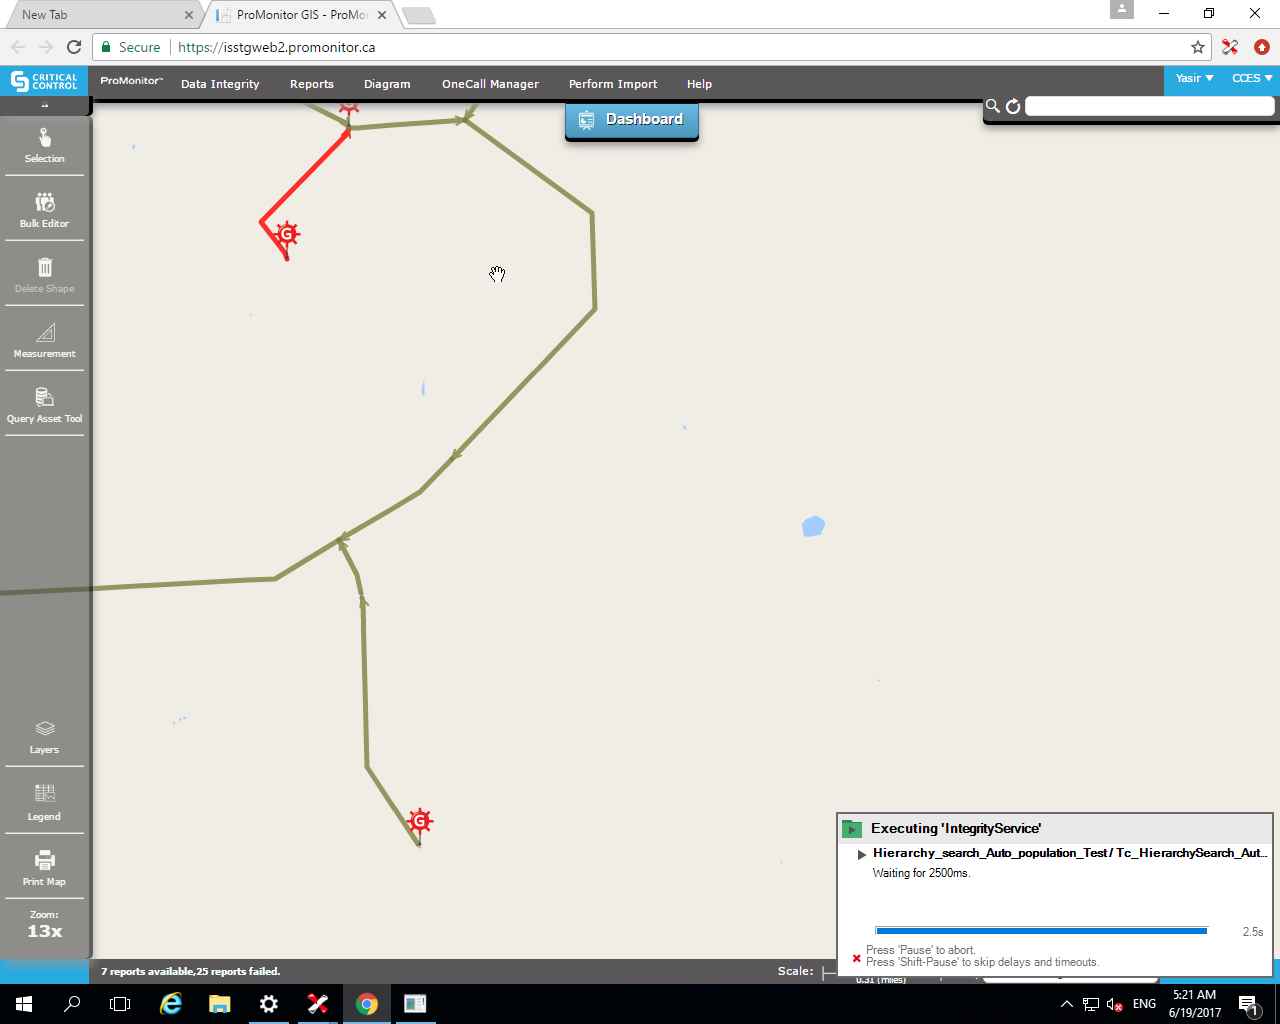 New Tab
ProMonitor GIS - ProMo
Secure
https://isstgweb2.promonitor.ca
CRITICAL CONTROL
ProMonitor™
Data Integrity
Reports
Diagram
OneCall Manager
Perform Import
Help
Yasir
CCES
Dashboard
Selection
Bulk Editor
Delete Shape
Measurement
Query Asset Tool
Layers
Legend
Print Map
Zoom:
13x
G
G
Executing 'IntegrityService'
Hierarchy_search_Auto_population_Test / Tc_HierarchySearch_Aut...
Waiting for 2500ms.
2.5s
Press 'Pause' to abort.
Press 'Shift-Pause' to skip delays and timeouts.
7 reports available,25 reports failed.
Scale:
0.31 (miles)
ENG
5:21 AM
6/19/2017
1